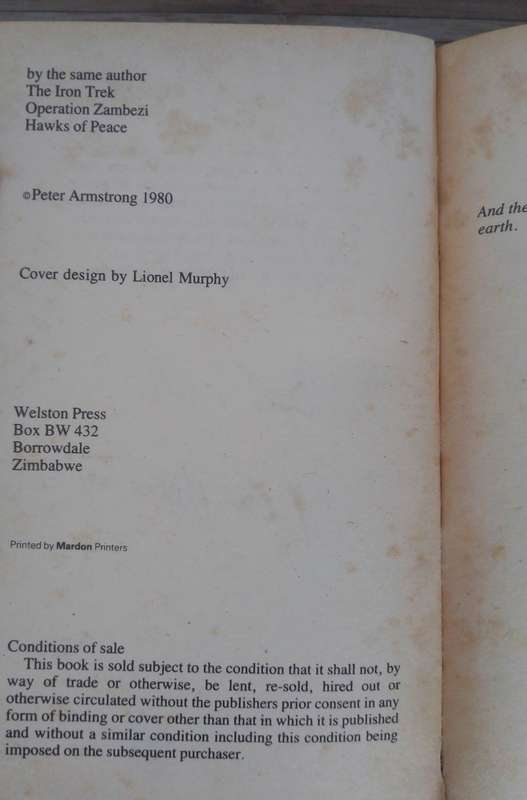 by the same author
The Iron Trek
Operation Zambezi
Hawks of Peace
©Peter Armstrong 1980
Cover design by Lionel Murphy
Welston Press
Box BW 432
Borrowdale
Zimbabwe
Printed by Mardon Printers
Conditions of sale
This book is sold subject to the condition that it shall not, by
way of trade or otherwise, be lent, re-sold, hired out or
otherwise circulated without the publishers prior consent in any
form of binding or cover other than that in which it is published
and without a similar condition including this condition being
imposed on the subsequent purchaser.
And the
earth.